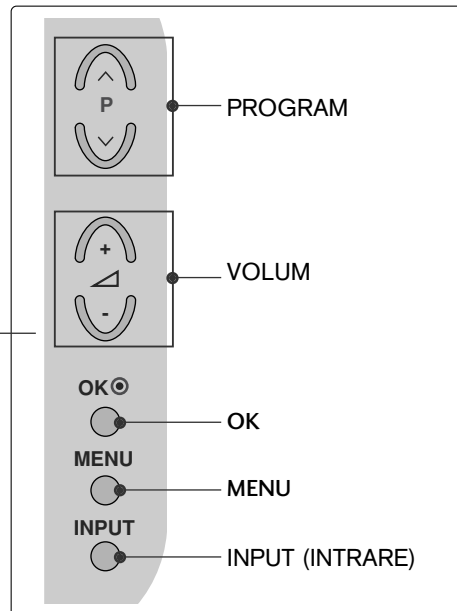 P
PROGRAM
+
VOLUM
-
OK
OK
MENU
MENU
INPUT
INPUT (INTRARE)